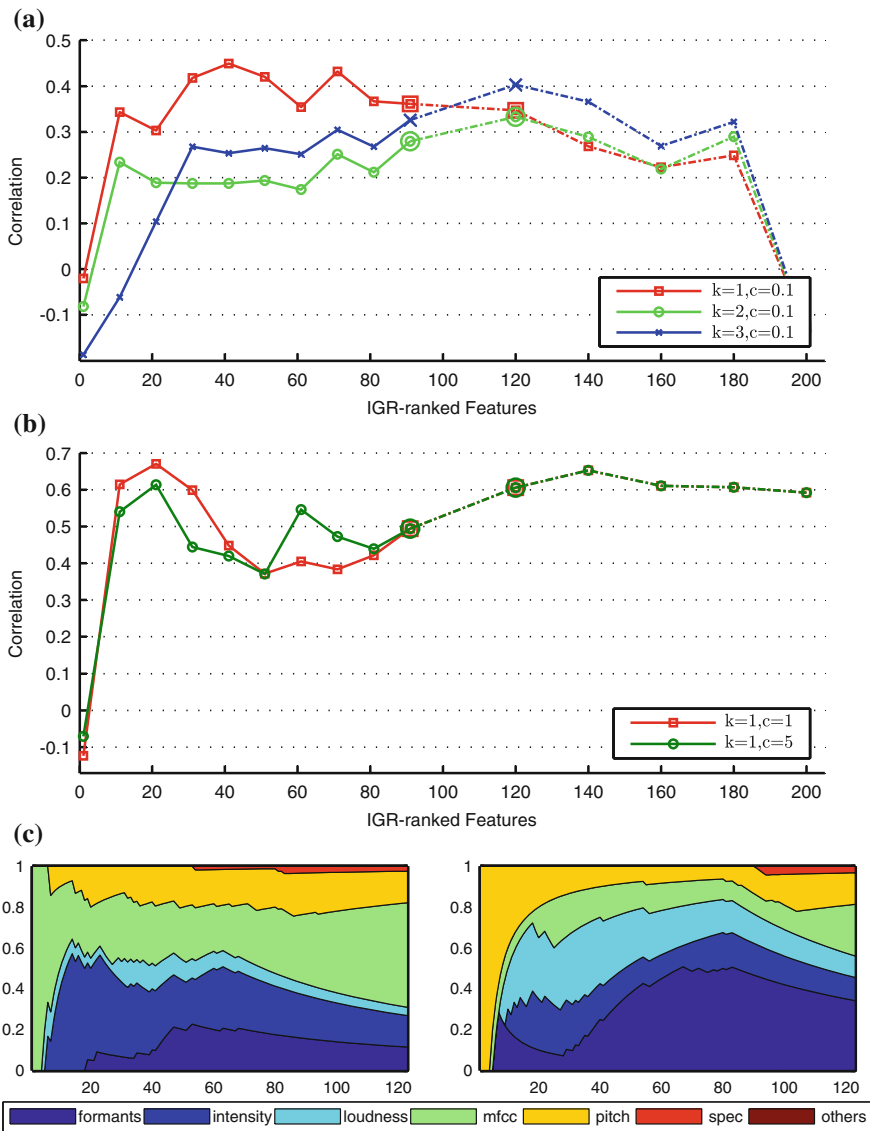 (a)
0.5
0.4
0.3
0.2
0.1
0
-0.1
Correlation
k=1,c=0.1
k=2,c=0.1
k=3,c=0.1
0 20 40 60 80 100 120 140 160 180 200
IGR-ranked Features
(b)
0.7
0.6
0.5
0.4
0.3
0.2
0.1
0
-0.1
Correlation
k=1,c=1
k=1,c=5
0 20 40 60 80 100 120 140 160 180 200
IGR-ranked Features
(c)
1
0.8
0.6
0.4
0.2
0
20 40 60 80 100 120
1
0.8
0.6
0.4
0.2
0
20 40 60 80 100 120
formants intensity loudness mfcc pitch spec others